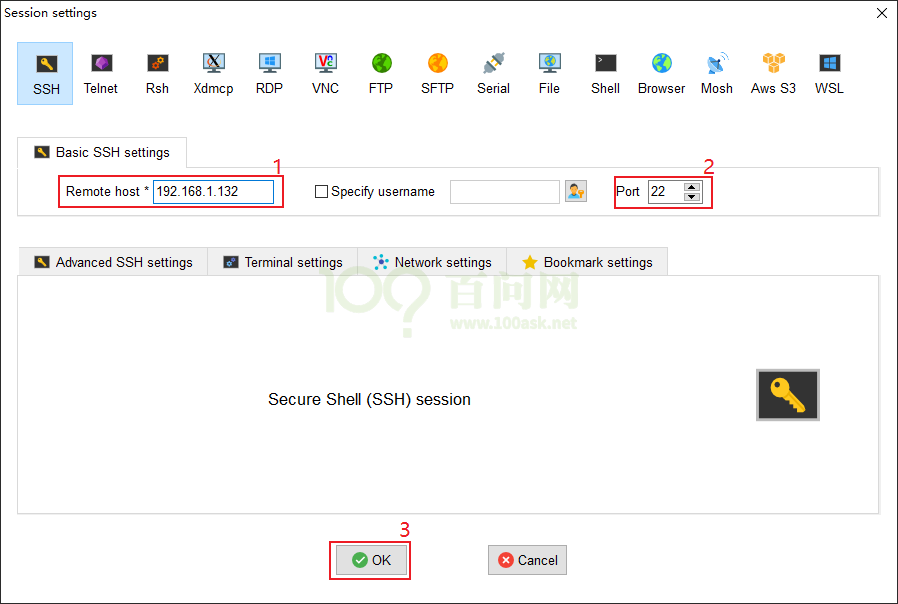 Session settings
SSH Telnet Rsh Xdmcp RDP VNC FTP SFTP Serial File Shell Browser Mosh Aws S3 WSL
Basic SSH settings
1 2
Remote host * 192.168.1.132 Specify username Port 22
Advanced SSH settings Terminal settings Network settings Bookmark settings
100? 百问网
www.100ask.net
Secure Shell (SSH) session
3
OK Cancel